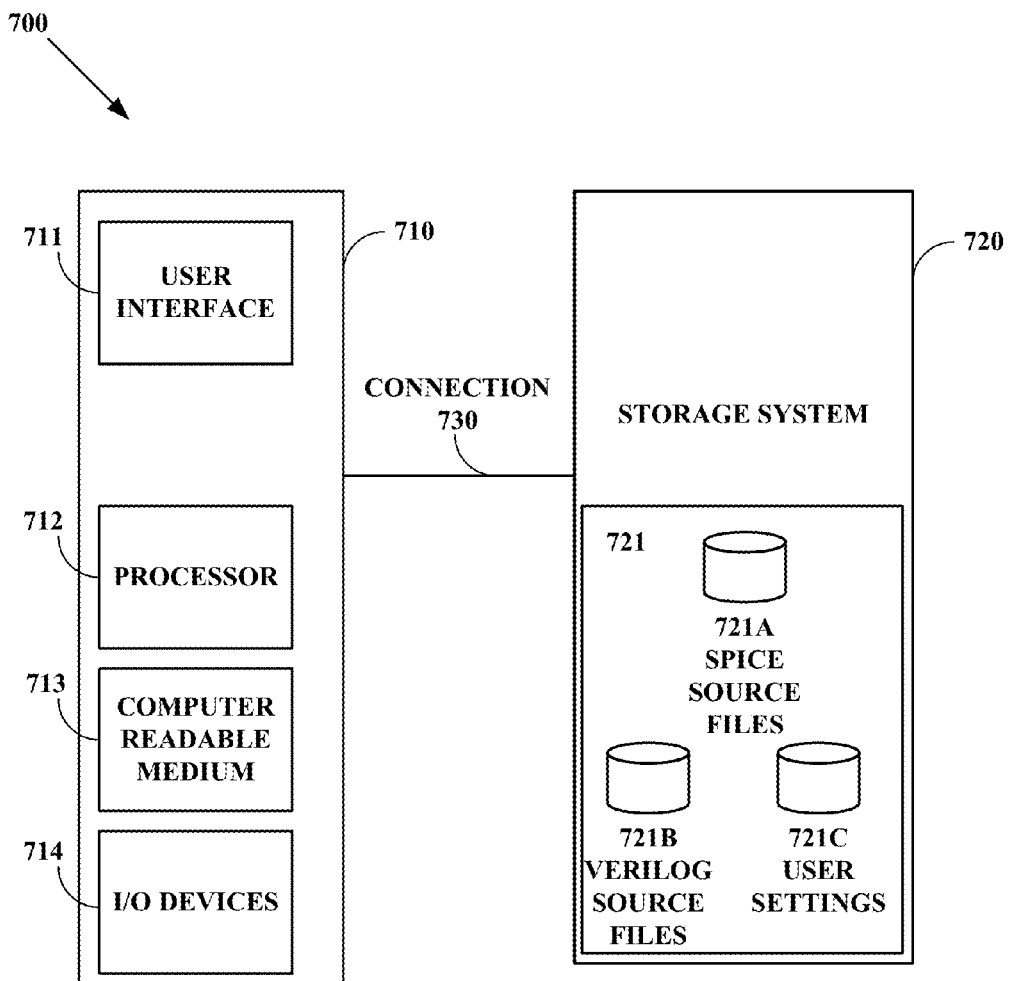 700
711
USER
INTERFACE
710
720
CONNECTION
730
STORAGE SYSTEM
712
PROCESSOR
713
COMPUTER
READABLE
MEDIUM
714
I/O DEVICES
721
721A
SPICE
SOURCE
FILES
721B
VERILOG
SOURCE
FILES
721C
USER
SETTINGS